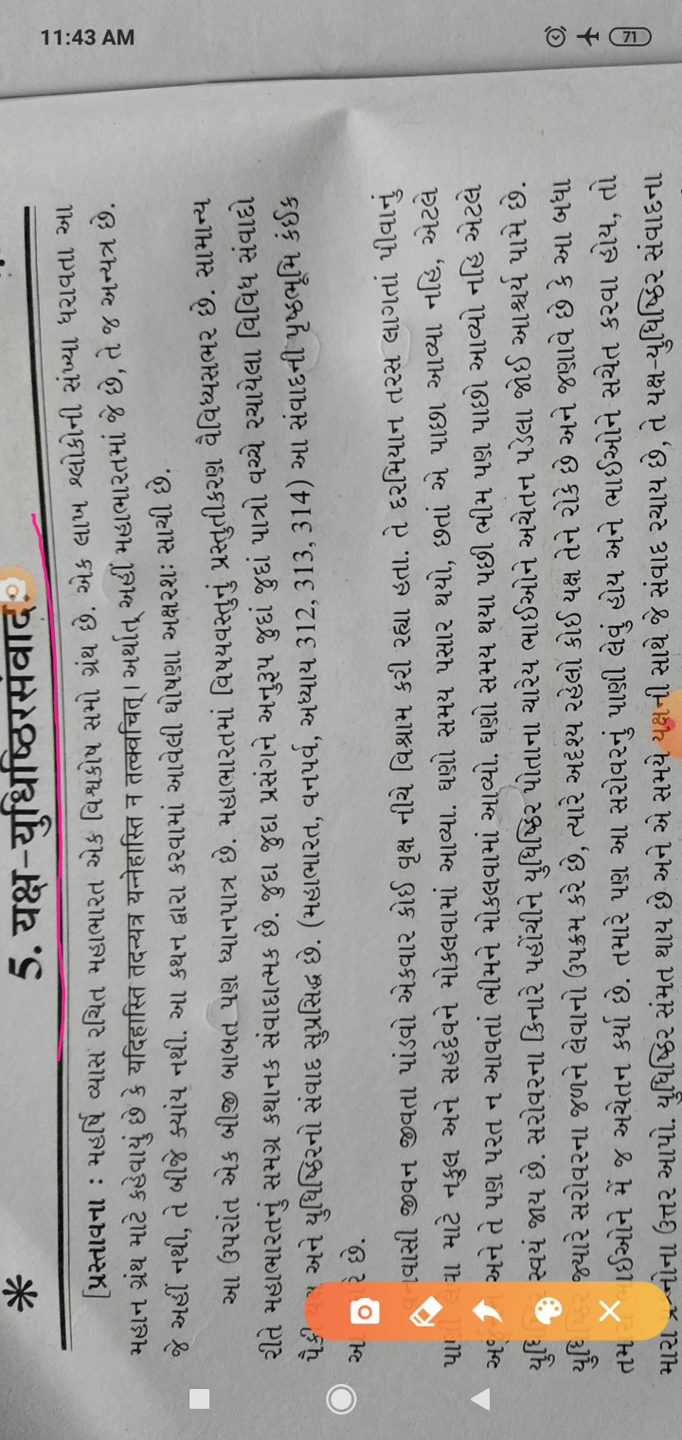 11:43 AM
71
5. यक्ष-युधिष्ठिरसंवाद
[પ્રસ્તાવના : મહર્ષિ વ્યાસ રચિત મહાભારત એક વિશ્વકોષ સમો ગ્રંથ છે. એક લાખ શ્લોકોની સંખ્યા ધરાવતા આ
મહાન ગ્રંથ માટે કહેવાયું છે કે यदिहास्ति तदन्यत्र यन्नेहास्ति न तत्क्वचित्। અર્થાત્ અહીં મહાભારતમાં જે છે, તે જ અન્યત્ર છે.
જે અહીં નથી, તે બીજે ક્યાંય નથી. આ કથન દ્વારા કરવામાં આવેલી ઘોષણા અક્ષરશઃ સાચી છે.
આ ઉપરાંત એક બીજી બાબત પણ ધ્યાનપાત્ર છે. મહાભારતમાં વિષયવસ્તુનું પ્રસ્તુતીકરણ વૈવિધ્યસભર છે. સામાન્ય
રીતે મહાભારતનું સમગ્ર કથાનક સંવાદાત્મક છે. જુદા જુદા પ્રસંગને અનુરૂપ જુદાં જુદાં પાત્રો વચ્ચે રચાયેલા વિવિધ સંવાદો
પૈકી અને યુધિષ્ઠિરનો સંવાદ સુપ્રસિદ્ધ છે. (મહાભારત, વનપર્વ, અધ્યાય 312, 313, 314) આ સંવાદની પૃષ્ઠભૂમિ કંઈક
આ છે.
વનવાસી જીવન જીવતા પાંડવો એકવાર કોઈ વૃક્ષ નીચે વિશ્રામ કરી રહ્યા હતા. તે દરમિયાન તરસ લાગતાં પીવાનું
પાણી લેવા માટે નકુલ અને સહદેવને મોકલવામાં આવ્યા. ઘણો સમય પસાર થયો, છતાં એ પાછા આવ્યા નહિ, એટલે
અને તે પણ પરત ન આવતાં ભીમને મોકલવામાં આવ્યો. ઘણો સમય થયા પછી ભીમ પણ પાછો આવ્યો નહિ એટલે
સ્વયં જાય છે. સરોવરના કિનારે પહોંચીને યુધિષ્ઠિર પોતાના ચારેય ભાઈઓને અચેતન પડેલા જોઈ આશ્ચર્ય પામે છે.
યુધિષ્ઠિર જ્યારે સરોવરના જળને લેવાનો ઉપક્રમ કરે છે, ત્યારે અદૃશ્ય રહેલો કોઈ યક્ષ તેને રોકે છે અને જણાવે છે કે આ બધા
ભાઈઓને મેં જ અચેતન કર્યા છે. તમારે પણ આ સરોવરનું પાણી લેવું હોય અને ભાઈઓને સચેત કરવા હોય, તો
મારા ઉત્તર આપો. યુધિષ્ઠિર સંમત થાય છે અને એ સમયે યક્ષની સાથે જે સંવાદ રચાય છે, તે યક્ષ-યુધિષ્ઠિર સંવાદના